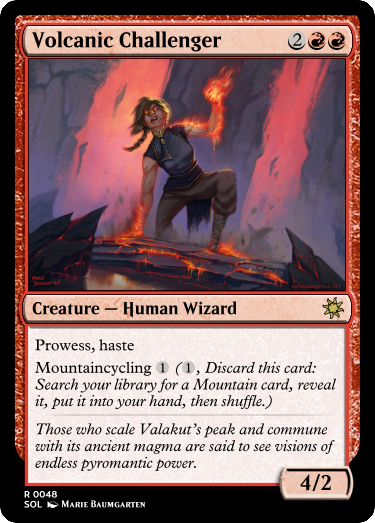 Volcanic Challenger 2
Creature — Human Wizard
Prowess, haste
Mountaincycling 1 (1, Discard this card:
Search your library for a Mountain card, reveal
it, put it into your hand, then shuffle.)
Those who scale Valakut's peak and commune
with its ancient magma are said to see visions of
endless pyromantic power.
4/2
R 0048
SOL Marie Baumgarten